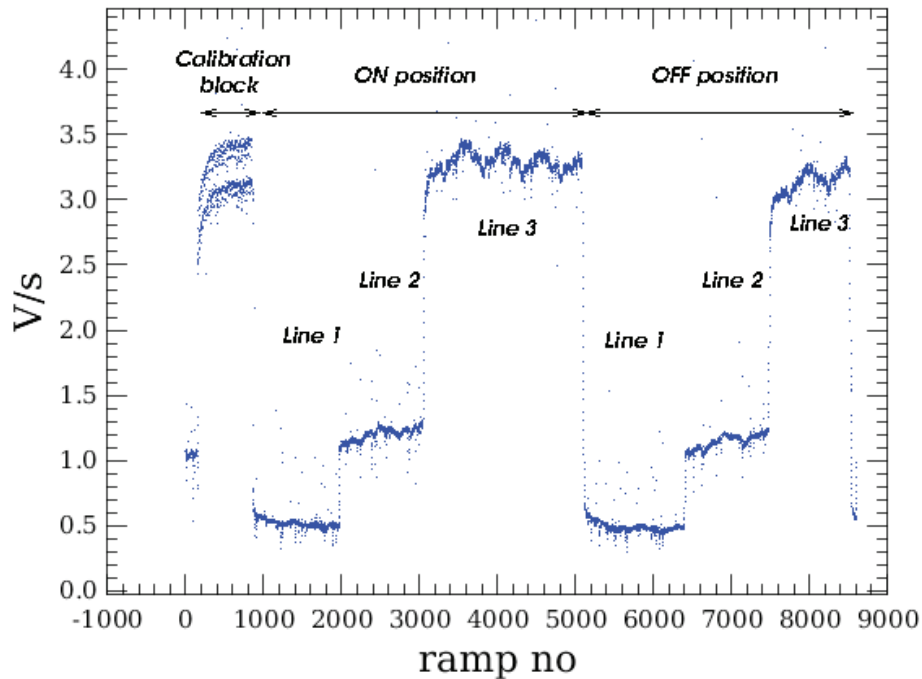 Calibration
block
ON position
OFF position
4.0
3.5
3.0
2.5
2.0
1.5
1.0
0.5
0.0
V/s
Line 1
Line 2
Line 3
Line 1
Line 2
Line 3
-1000 0 1000 2000 3000 4000 5000 6000 7000 8000 9000
ramp no